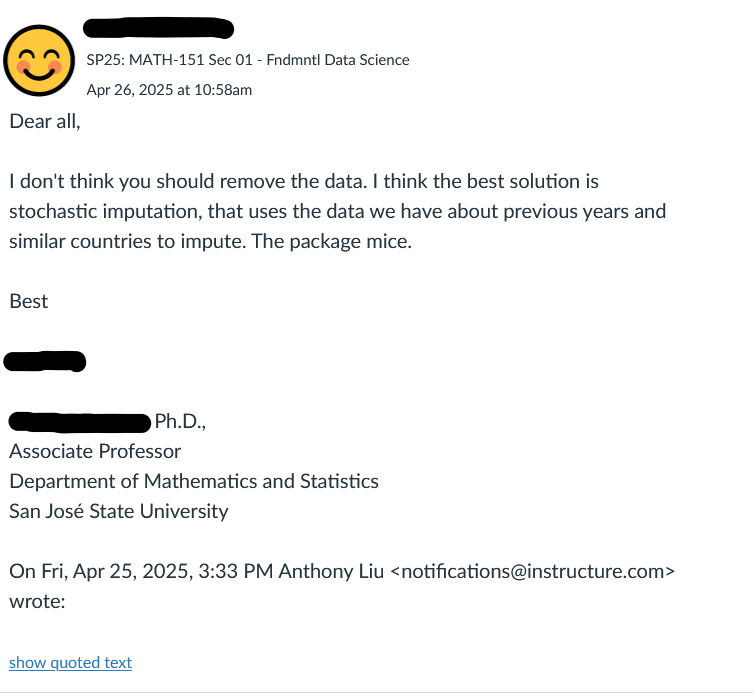 SP25: MATH-151 Sec 01 - Fndmntl Data Science
Apr 26, 2025 at 10:58am
Dear all,
I don't think you should remove the data. I think the best solution is
stochastic imputation, that uses the data we have about previous years and
similar countries to impute. The package mice.
Best
Ph.D.,
Associate Professor
Department of Mathematics and Statistics
San José State University
On Fri, Apr 25, 2025, 3:33 PM Anthony Liu <notifications@instructure.com>
wrote:
show quoted text